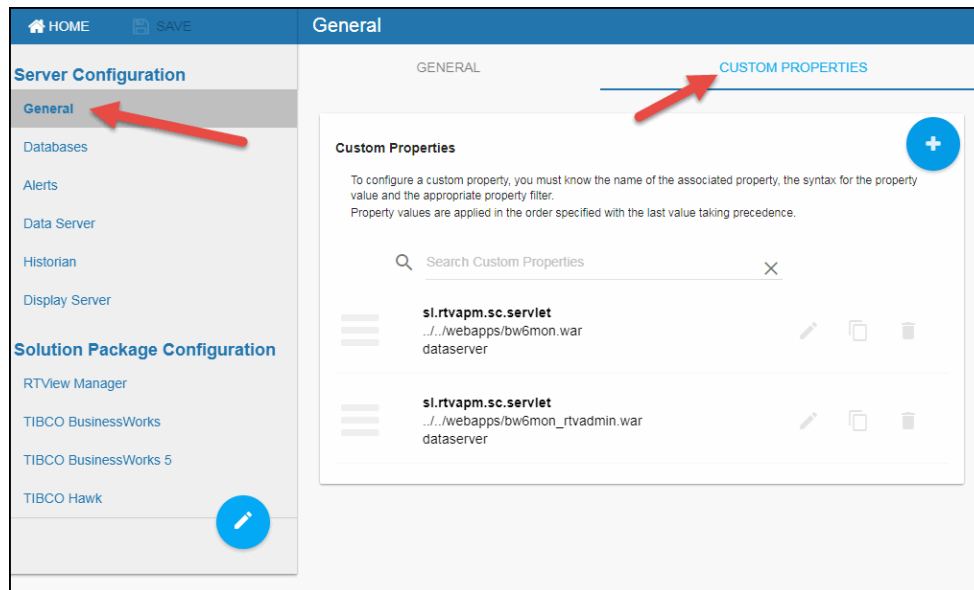 HOME
SAVE
General
Server Configuration
General
Databases
Alerts
Data Server
Historian
Display Server
Solution Package Configuration
RTView Manager
TIBCO BusinessWorks
TIBCO BusinessWorks 5
TIBCO Hawk
GENERAL
CUSTOM PROPERTIES
Custom Properties
To configure a custom property, you must know the name of the associated property, the syntax for the property
value and the appropriate property filter.
Property values are applied in the order specified with the last value taking precedence.
Search Custom Properties
sl.rtvapm.sc.servlet
../../webapps/bw6mon.war
dataserver
sl.rtvapm.sc.servlet
../../webapps/bw6mon_rtvadmin.war
dataserver